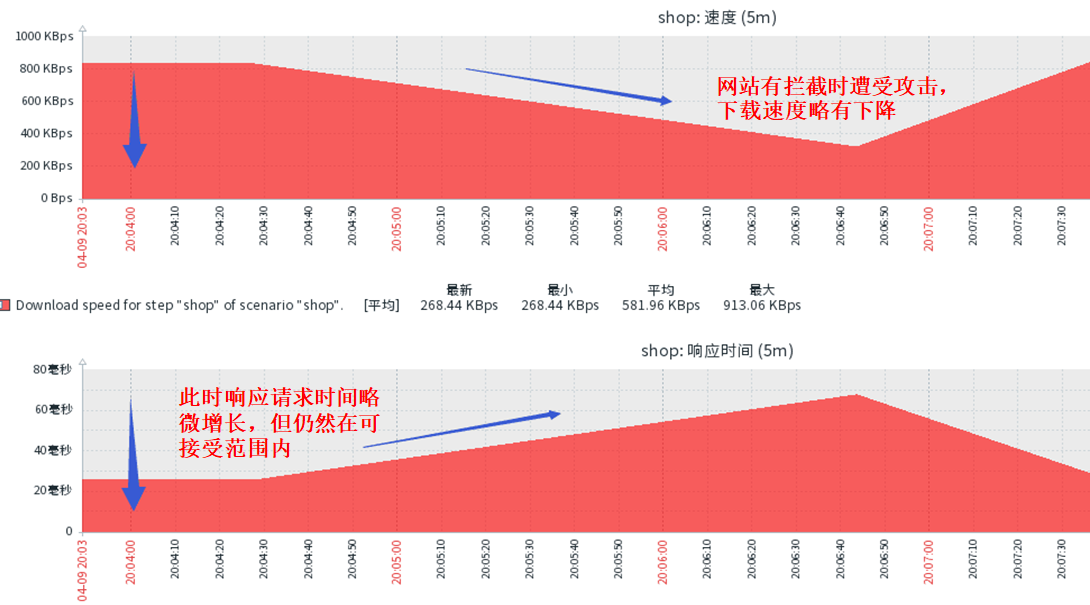 shop: 速度 (5m)
1000 KBps
800 KBps
600 KBps
400 KBps
200 KBps
0 Bps
网站有拦截时遭受攻击，
下载速度略有下降
04-09 20:03
20:04:00
20:04:10
20:04:20
20:04:30
20:04:40
20:04:50
20:05:00
20:05:10
20:05:20
20:05:30
20:05:40
20:05:50
20:06:00
20:06:10
20:06:20
20:06:30
20:06:40
20:06:50
20:07:00
20:07:10
20:07:20
20:07:30
最新 最小 平均 最大
Download speed for step "shop" of scenario "shop". [平均] 268.44 KBps 268.44 KBps 581.96 KBps 913.06 KBps
shop: 响应时间 (5m)
80毫秒
60毫秒
40毫秒
20毫秒
0
此时响应请求时间略
微增长，但仍然在可
接受范围内
04-09 20:03
20:04:00
20:04:10
20:04:20
20:04:30
20:04:40
20:04:50
20:05:00
20:05:10
20:05:20
20:05:30
20:05:40
20:05:50
20:06:00
20:06:10
20:06:20
20:06:30
20:06:40
20:06:50
20:07:00
20:07:10
20:07:20
20:07:30